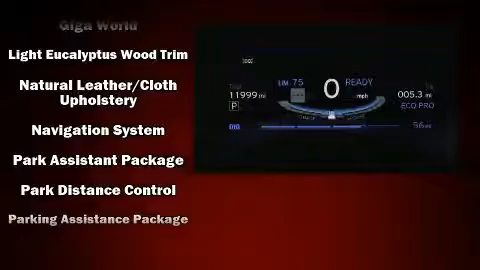 Giga World
Light Eucalyptus Wood Trim
Natural Leather/Cloth
Upholstery
Navigation System
Park Assistant Package
Park Distance Control
Parking Assistance Package
LIM 75
0
READY
mph
11999 mi
005.3 mi
P
ECO PRO
CHARGE